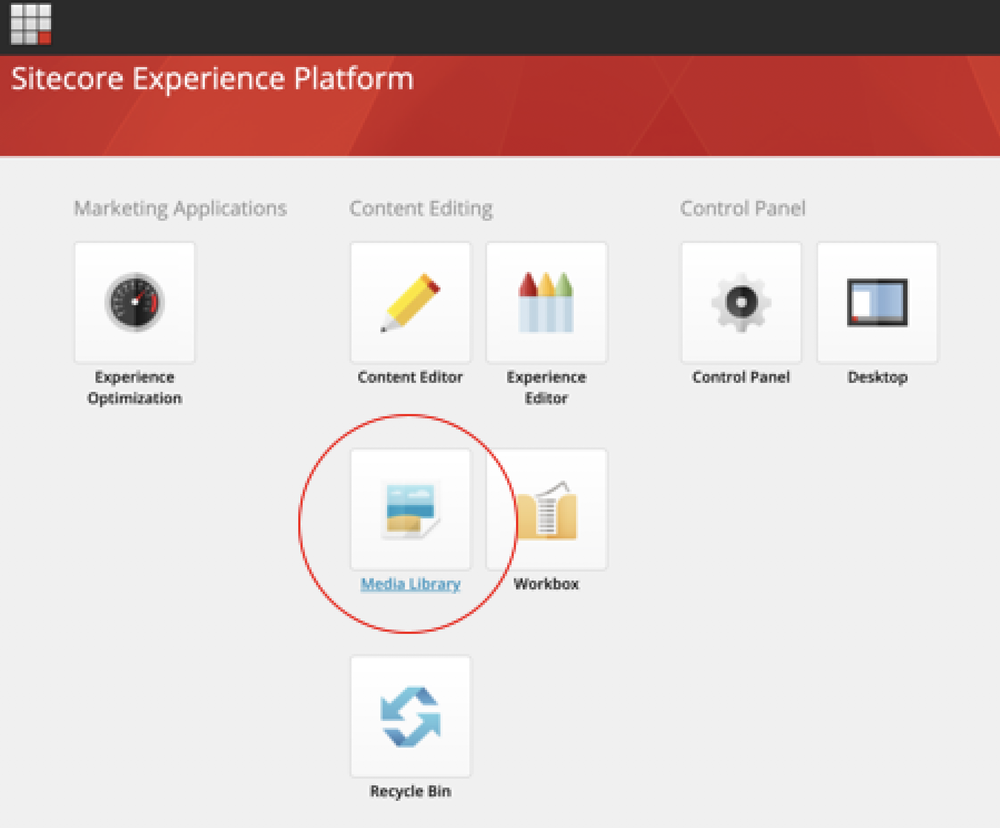 Sitecore Experience Platform
Marketing Applications
Experience
Optimization
Content Editing
Content Editor
Experience
Editor
Media Library
Workbox
Recycle Bin
Control Panel
Control Panel
Desktop